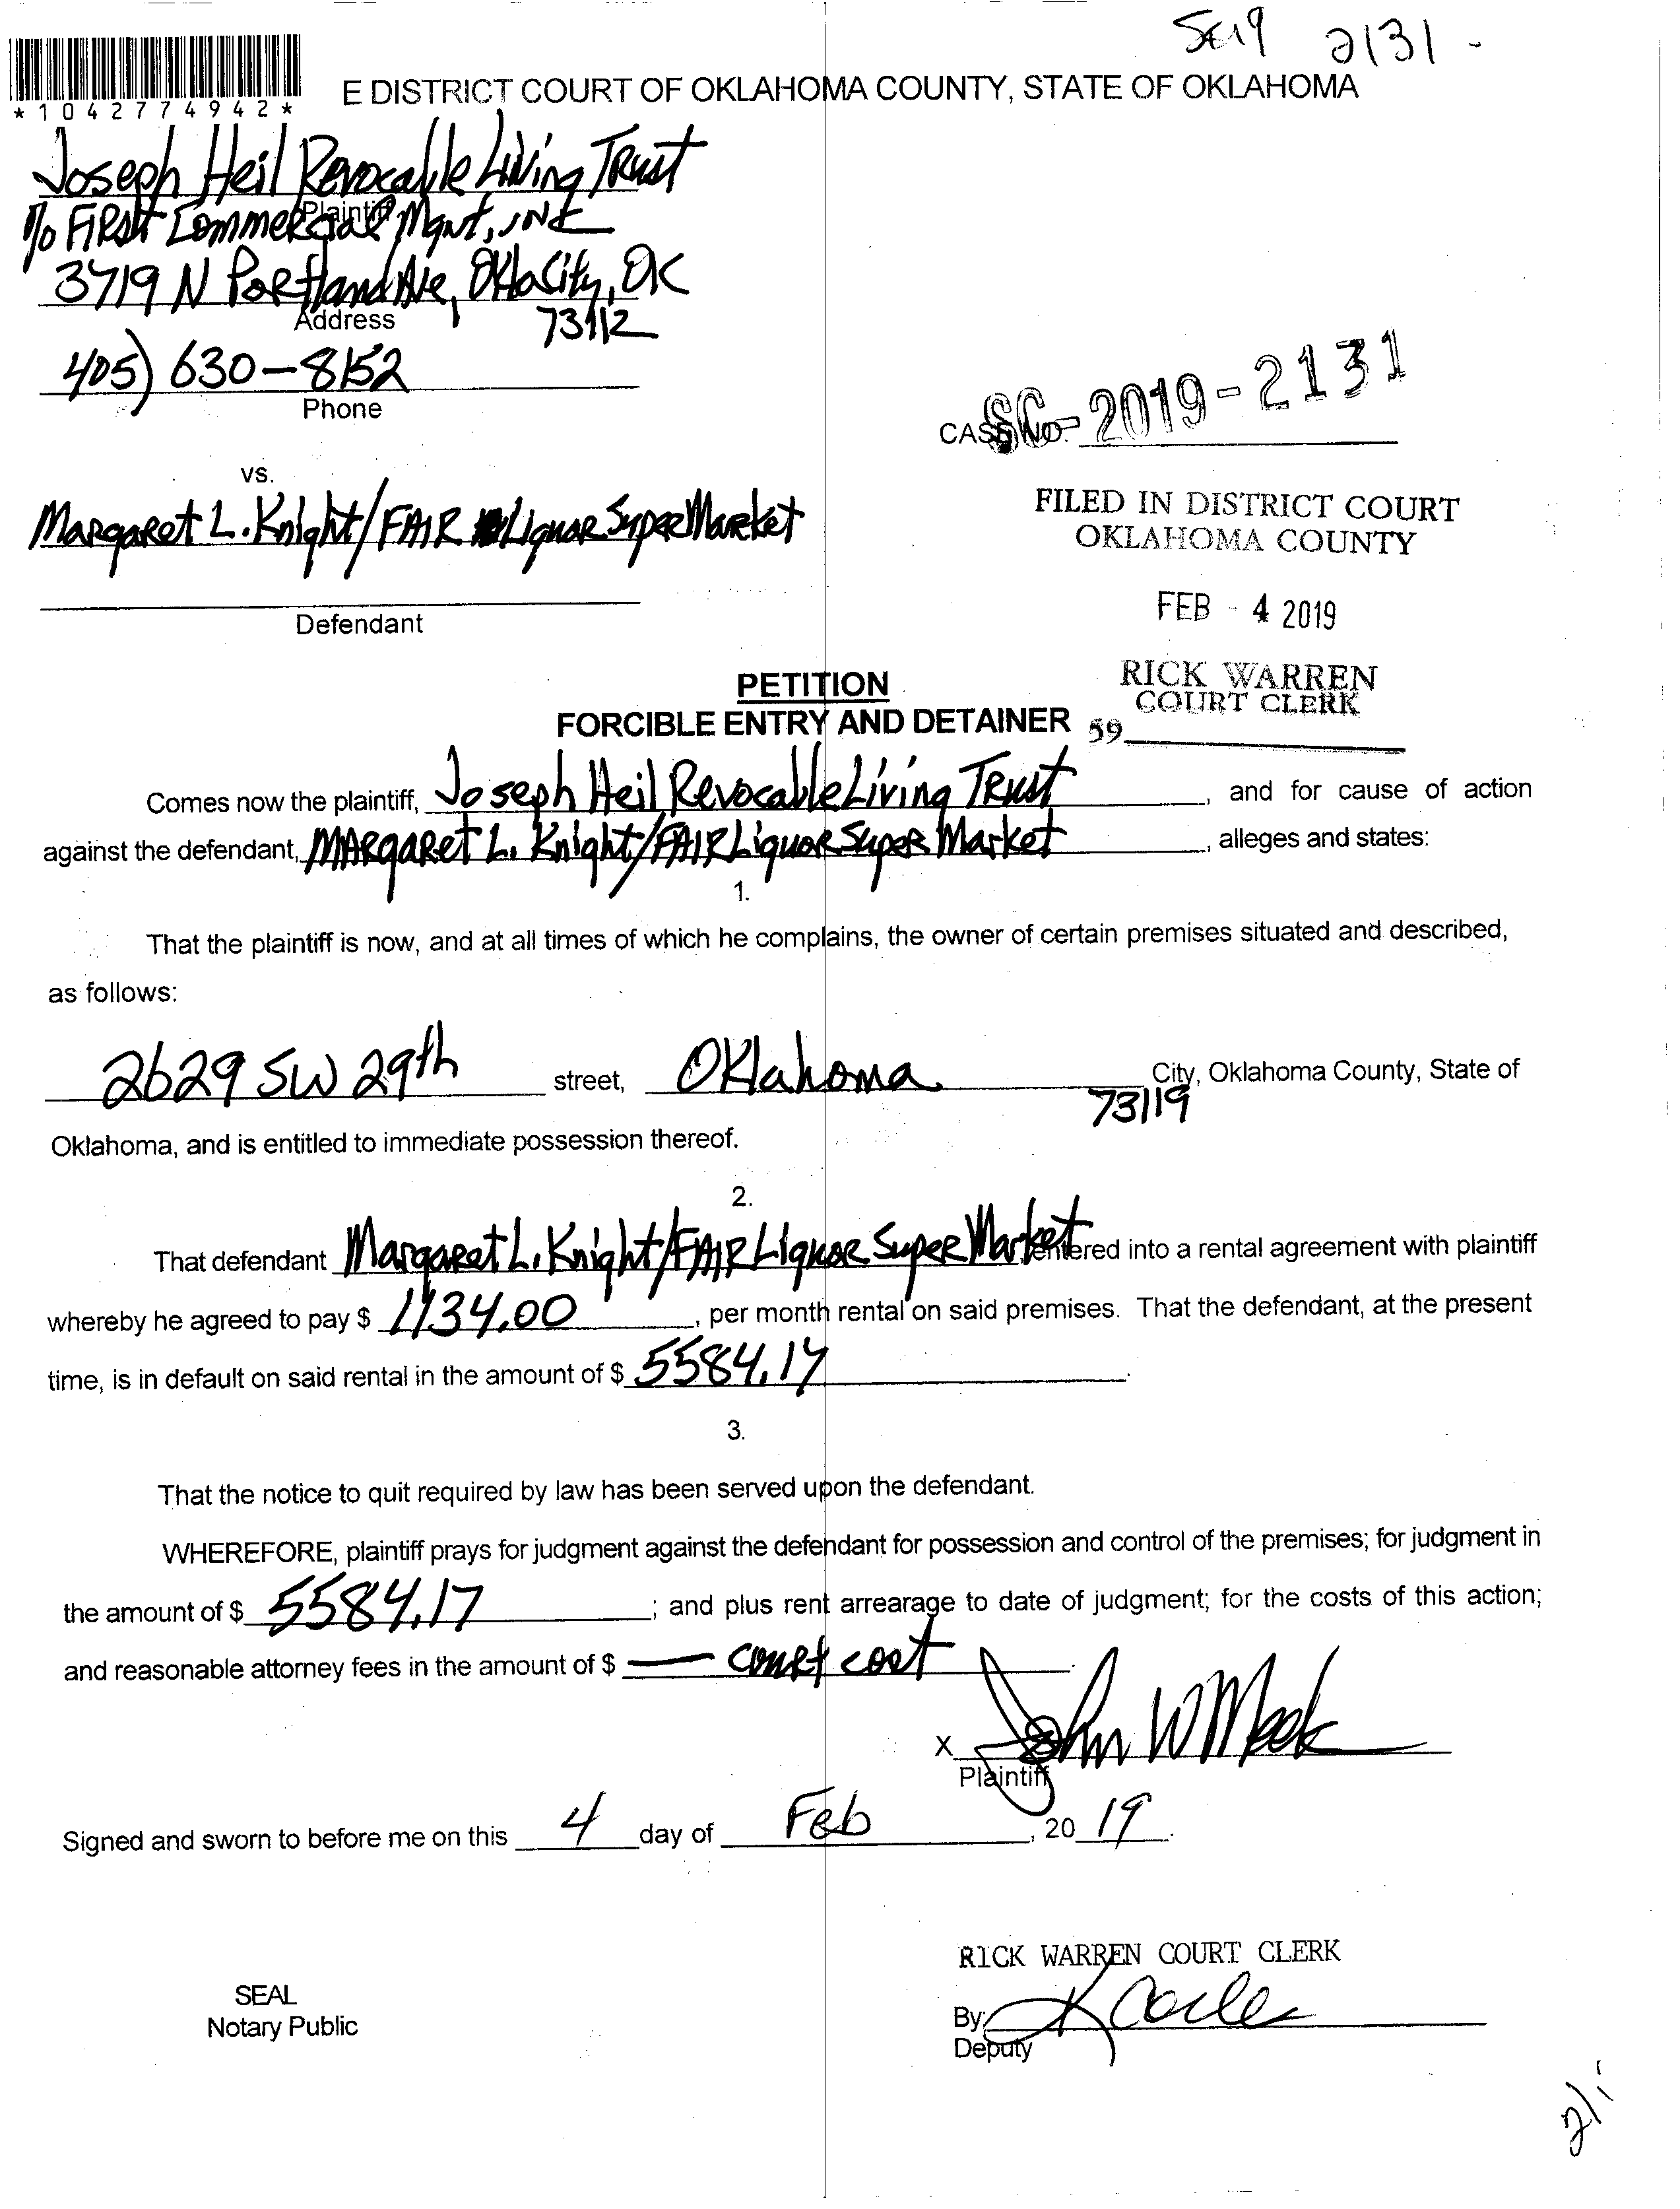 SC19 2131 -
*1042774942*
E DISTRICT COURT OF OKLAHOMA COUNTY, STATE OF OKLAHOMA
Joseph Heil Revocable Living Trust
Plaintiff
% FiRst Commercial Mgnt, INC
3719 N Portland Ave, Okla City, OK
Address
73112
405) 630-8152
Phone
CASE NO. SC-2019-2131
vs.
Margaret L. Knight/FAIR Liquor Super Market
Defendant
FILED IN DISTRICT COURT
OKLAHOMA COUNTY
FEB - 4 2019
RICK WARREN
COURT CLERK
59
PETITION
FORCIBLE ENTRY AND DETAINER
Comes now the plaintiff, Joseph Heil Revocable Living Trust, and for cause of action
against the defendant, Margaret L. Knight/FAIR Liquor Super Market, alleges and states:
1.
That the plaintiff is now, and at all times of which he complains, the owner of certain premises situated and described,
as follows:
2629 SW 29th street, Oklahoma City, Oklahoma County, State of
73119
Oklahoma, and is entitled to immediate possession thereof.
2.
That defendant Margaret L. Knight/FAIR Liquor Super Market, entered into a rental agreement with plaintiff
whereby he agreed to pay $ 1134.00, per month rental on said premises. That the defendant, at the present
time, is in default on said rental in the amount of $ 5584.17.
3.
That the notice to quit required by law has been served upon the defendant.
WHEREFORE, plaintiff prays for judgment against the defendant for possession and control of the premises; for judgment in
the amount of $ 5584.17; and plus rent arrearage to date of judgment; for the costs of this action;
and reasonable attorney fees in the amount of $ — court cost.
X John W Meek
Plaintiff
Signed and sworn to before me on this 4 day of Feb, 20 19.
RICK WARREN COURT CLERK
SEAL
Notary Public
By:
Deputy